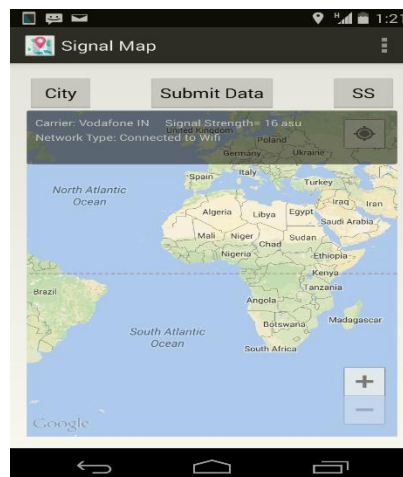 H 1:21
Signal Map
City Submit Data SS
Carrier: Vodafone IN Signal Strength= 16 asu
United Kingdom
Network Type: Connected to Wifi
Poland
Germany Ukraine
Spain Italy Turkey
North Atlantic
Ocean
Iraq Iran
Algeria Libya Egypt
Saudi Arabia
Mali Niger Chad Sudan
Nigeria Ethiopia
Kenya
Brazil Tanzania
Angola
Botswana Madagascar
South Atlantic
Ocean
South Africa
+
−
Google